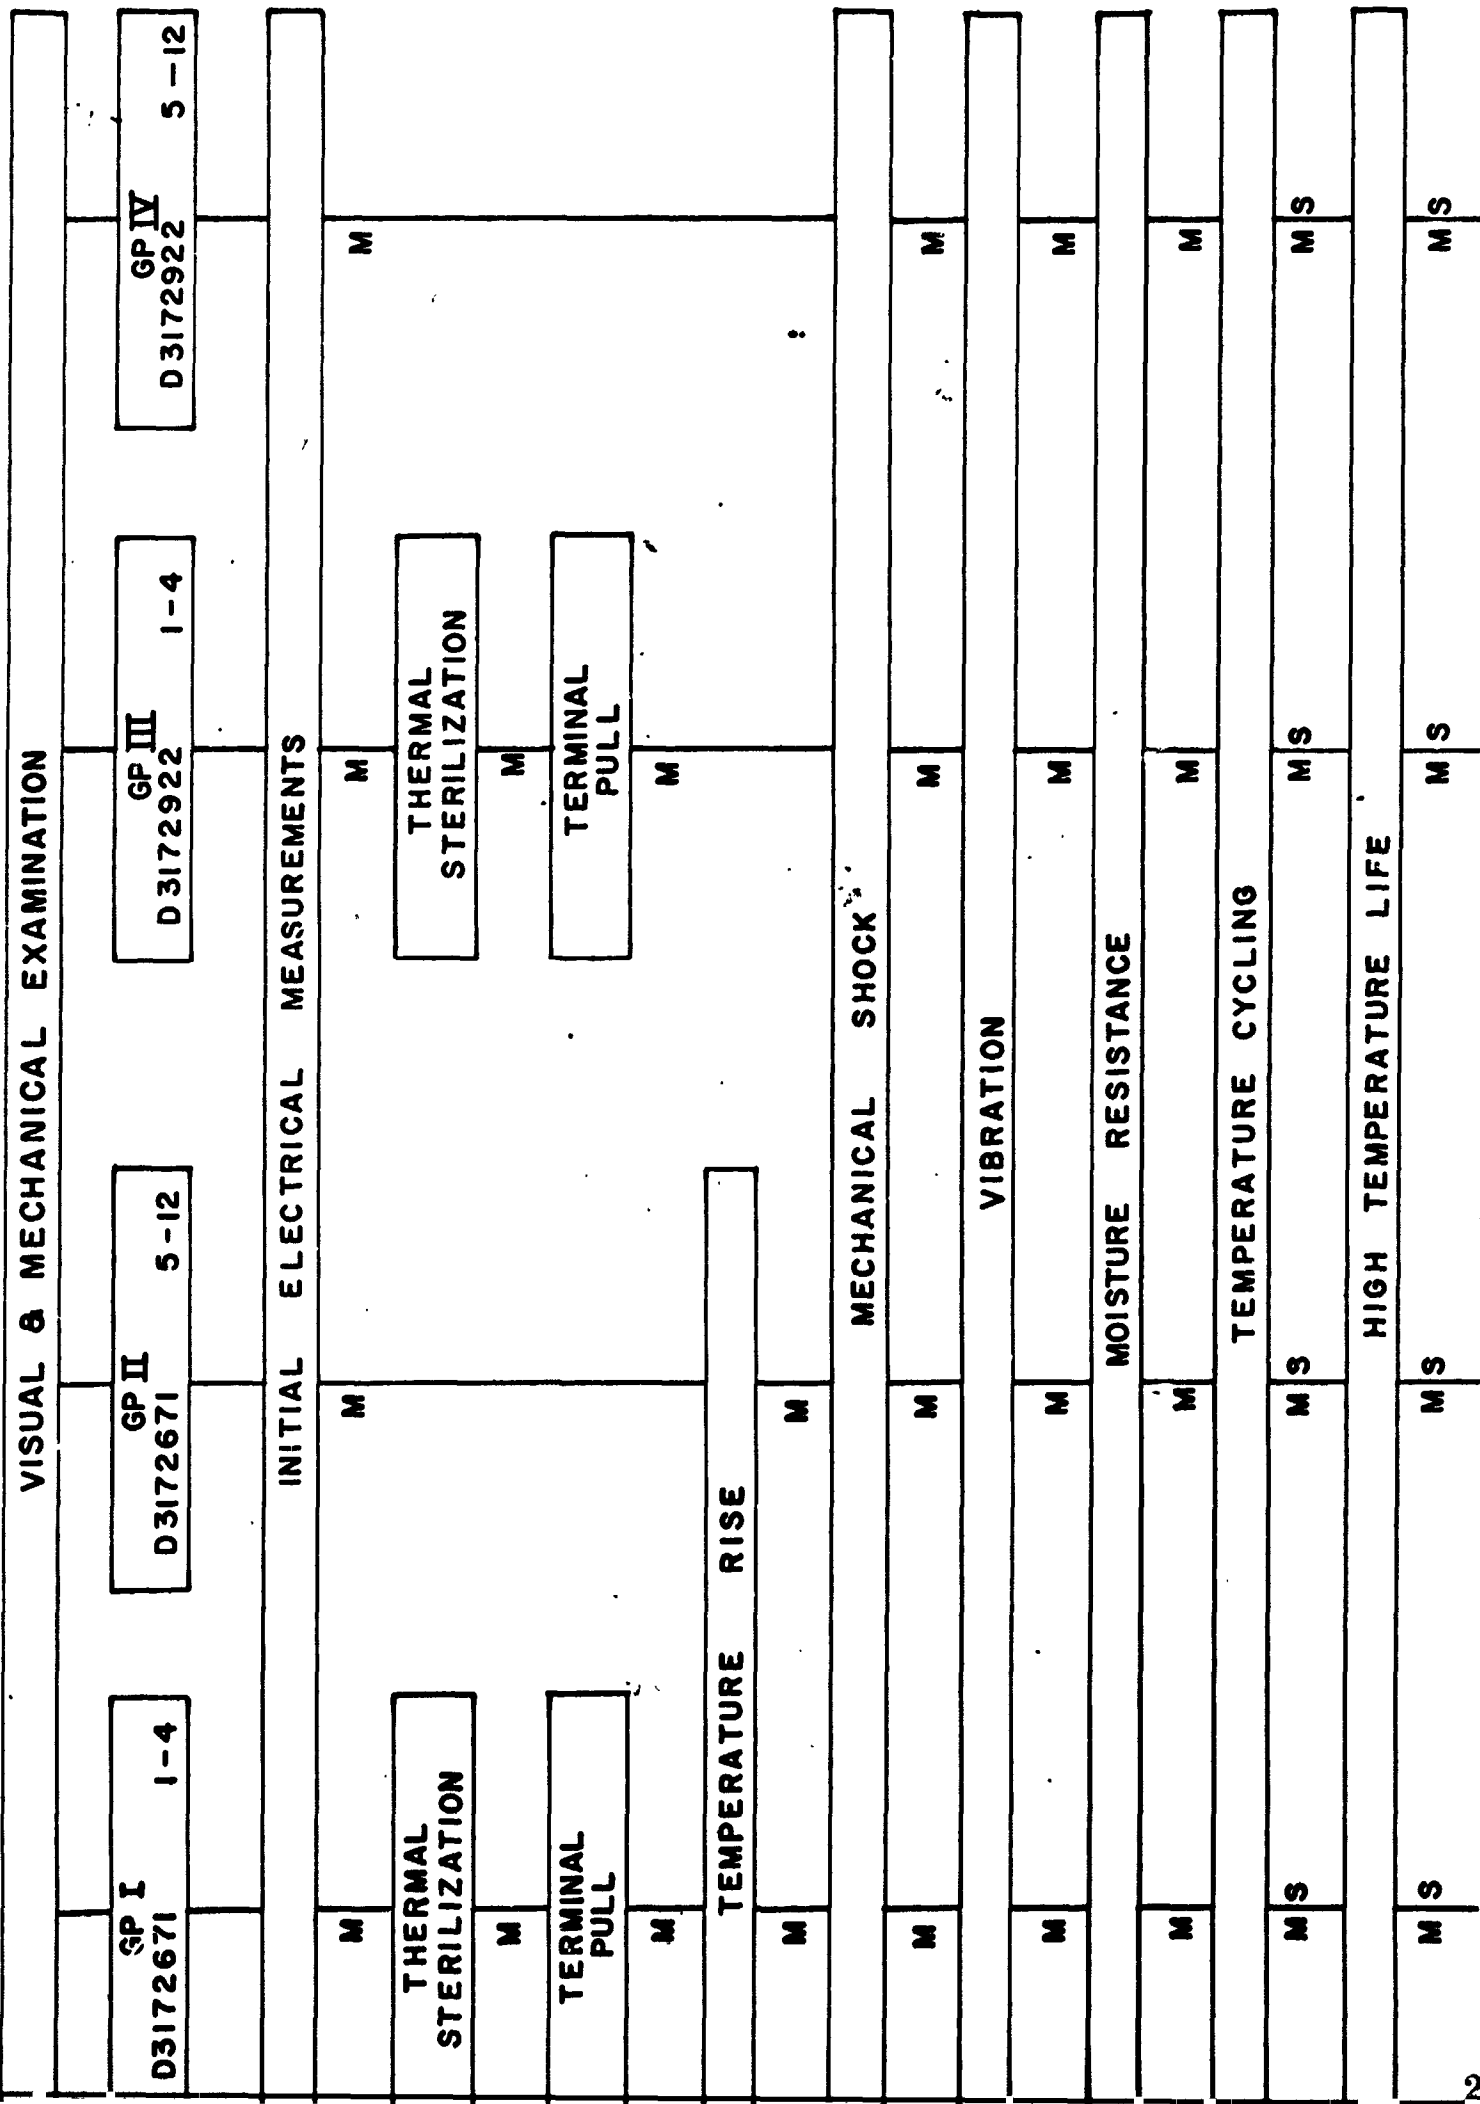 VISUAL & MECHANICAL EXAMINATION
GP I
D3172671 1-4
GP II
D3172671 5-12
GP III
D3172922 1-4
GP IV
D3172922 5-12
INITIAL ELECTRICAL MEASUREMENTS
M
M
M
M
THERMAL
STERILIZATION
THERMAL
STERILIZATION
M
M
TERMINAL
PULL
TERMINAL
PULL
M
M
TEMPERATURE RISE
M
M
MECHANICAL SHOCK
M
M
M
M
VIBRATION
M
M
M
M
MOISTURE RESISTANCE
M
M
M
M
TEMPERATURE CYCLING
M S
M S
M S
M S
HIGH TEMPERATURE LIFE
M S
M S
M S
M S
2